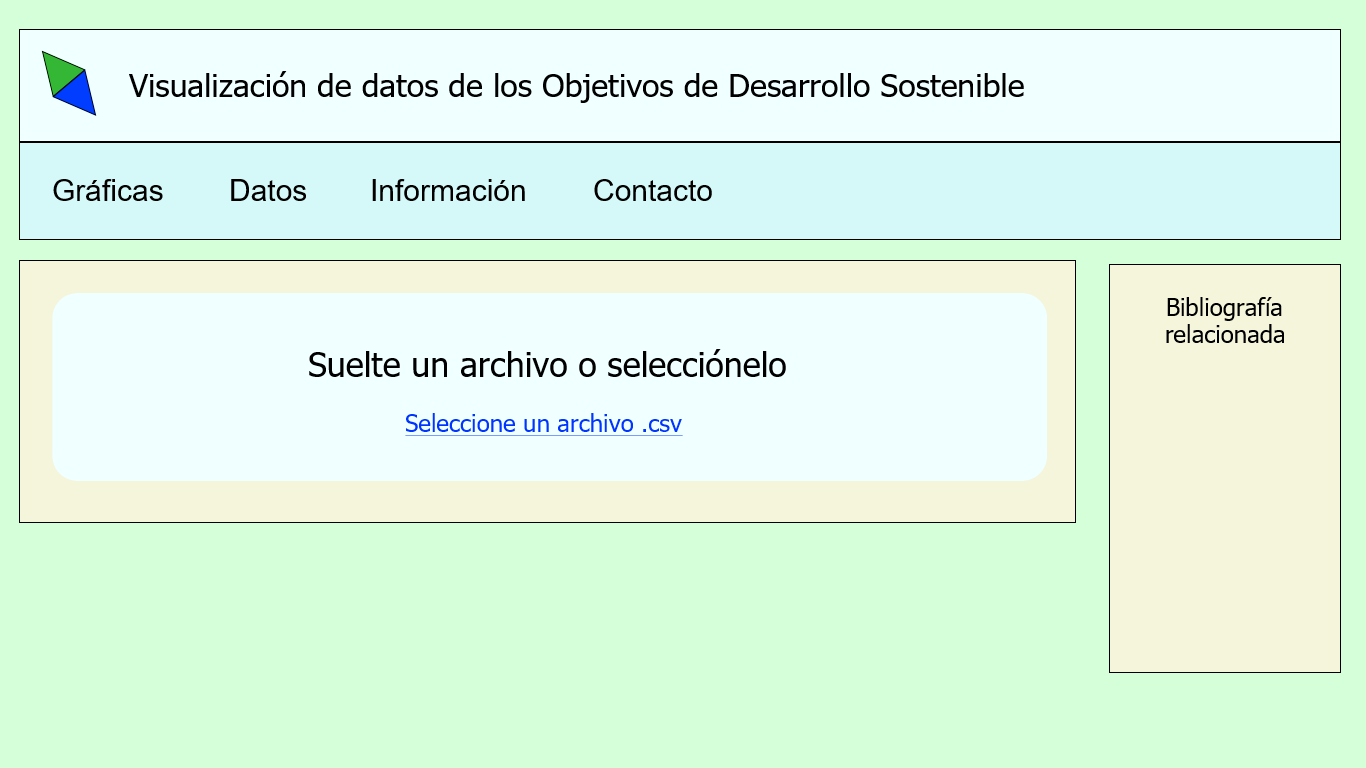 Visualización de datos de los Objetivos de Desarrollo Sostenible
Gráficas Datos Información Contacto
Suelte un archivo o selecciónelo
Seleccione un archivo .csv
Bibliografía
relacionada